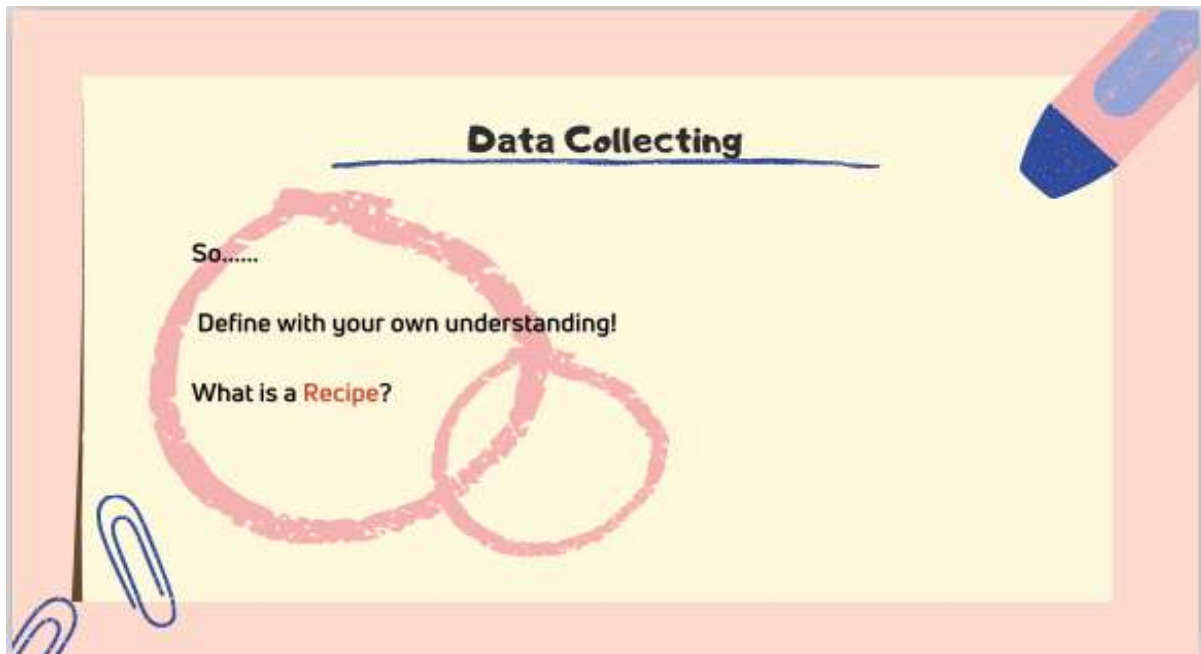 Data Collecting
So......
Define with your own understanding!
What is a Recipe?